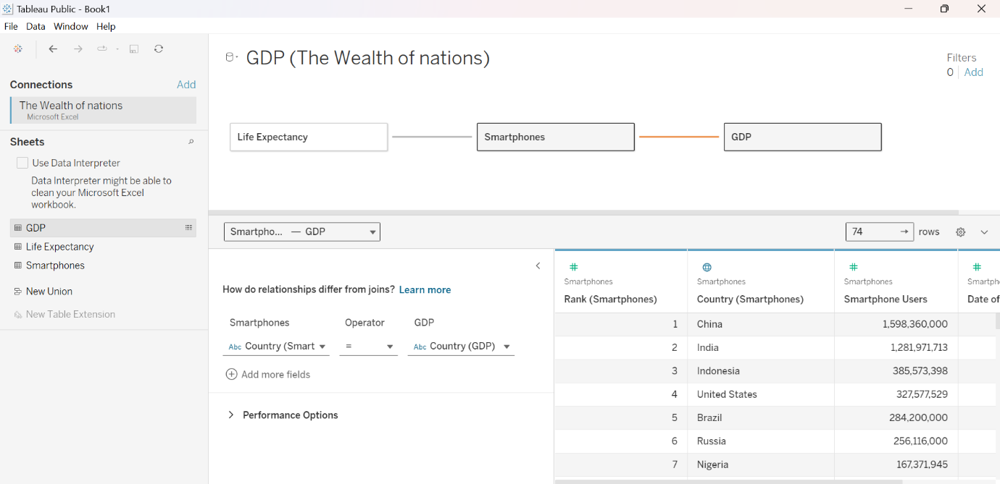 Tableau Public - Book1
File Data Window Help
Connections Add
The Wealth of nations
Microsoft Excel
Sheets
Use Data Interpreter
Data Interpreter might be able to
clean your Microsoft Excel
workbook.
GDP
Life Expectancy
Smartphones
New Union
New Table Extension
GDP (The Wealth of nations)
Filters
0 Add
Life Expectancy
Smartphones
GDP
Smartpho... — GDP
74 → rows
How do relationships differ from joins? Learn more
Smartphones Operator GDP
Abc Country (Smart = Abc Country (GDP)
Add more fields
Performance Options
# # #
Smartphones Smartphones Smartphones Smartph
Rank (Smartphones) Country (Smartphones) Smartphone Users Date of
1 China 1,598,360,000
2 India 1,281,971,713
3 Indonesia 385,573,398
4 United States 327,577,529
5 Brazil 284,200,000
6 Russia 256,116,000
7 Nigeria 167,371,945